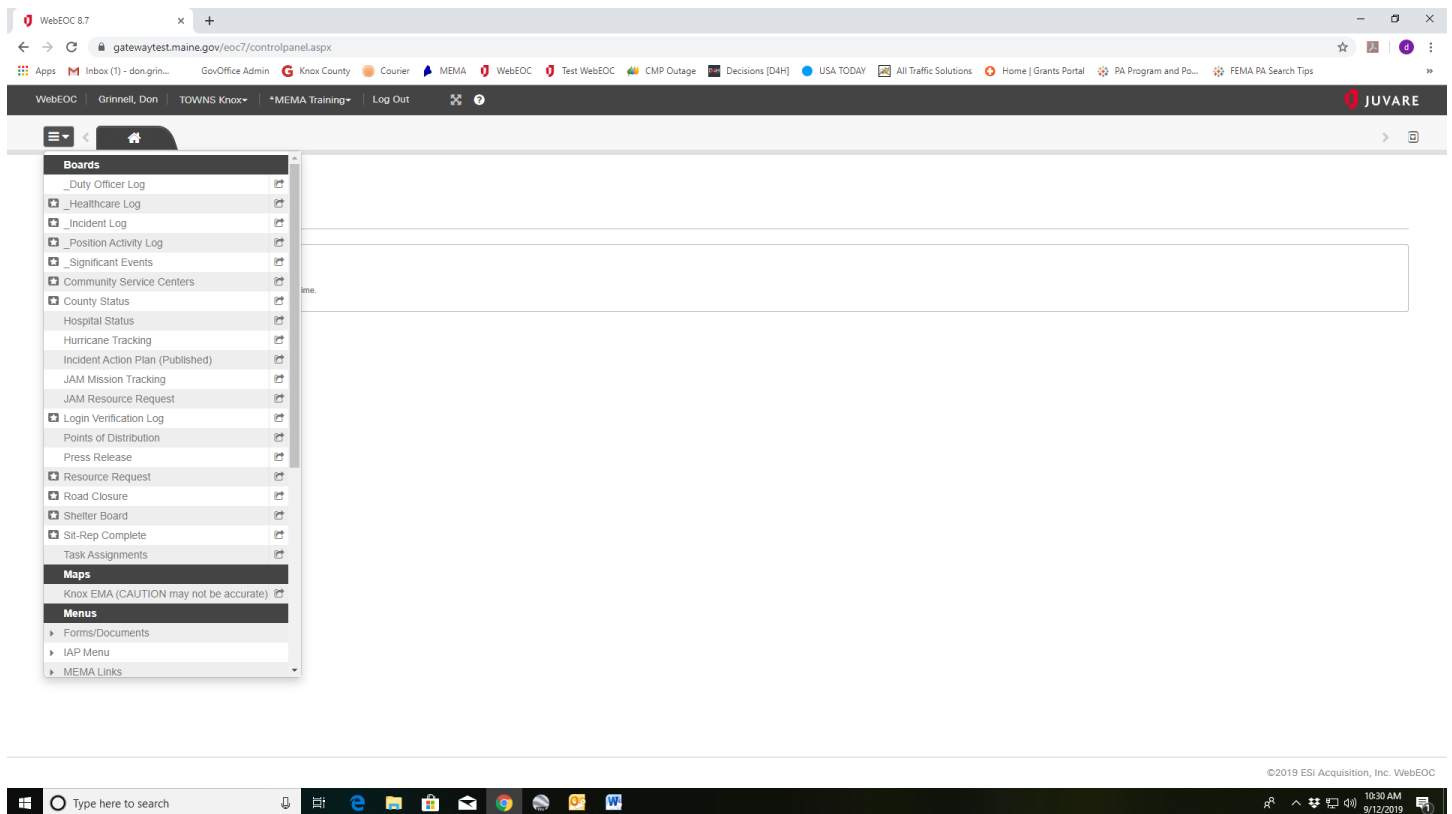 WebEOC 8.7
gatewaytest.maine.gov/eoc7/controlpanel.aspx
d
Apps Inbox (1) - don.grin... GovOffice Admin Knox County Courier MEMA WebEOC Test WebEOC CMP Outage Decisions [D4H] USA TODAY All Traffic Solutions Home | Grants Portal PA Program and Po... FEMA PA Search Tips »
WebEOC Grinnell, Don TOWNS Knox *MEMA Training Log Out JUVARE
Boards
_Duty Officer Log
_Healthcare Log
_Incident Log
_Position Activity Log
_Significant Events
Community Service Centers
ime.
County Status
Hospital Status
Hurricane Tracking
Incident Action Plan (Published)
JAM Mission Tracking
JAM Resource Request
Login Verification Log
Points of Distribution
Press Release
Resource Request
Road Closure
Shelter Board
Sit-Rep Complete
Task Assignments
Maps
Knox EMA (CAUTION may not be accurate)
Menus
Forms/Documents
IAP Menu
MEMA Links
©2019 ESi Acquisition, Inc. WebEOC
Type here to search
10:30 AM
9/12/2019
1